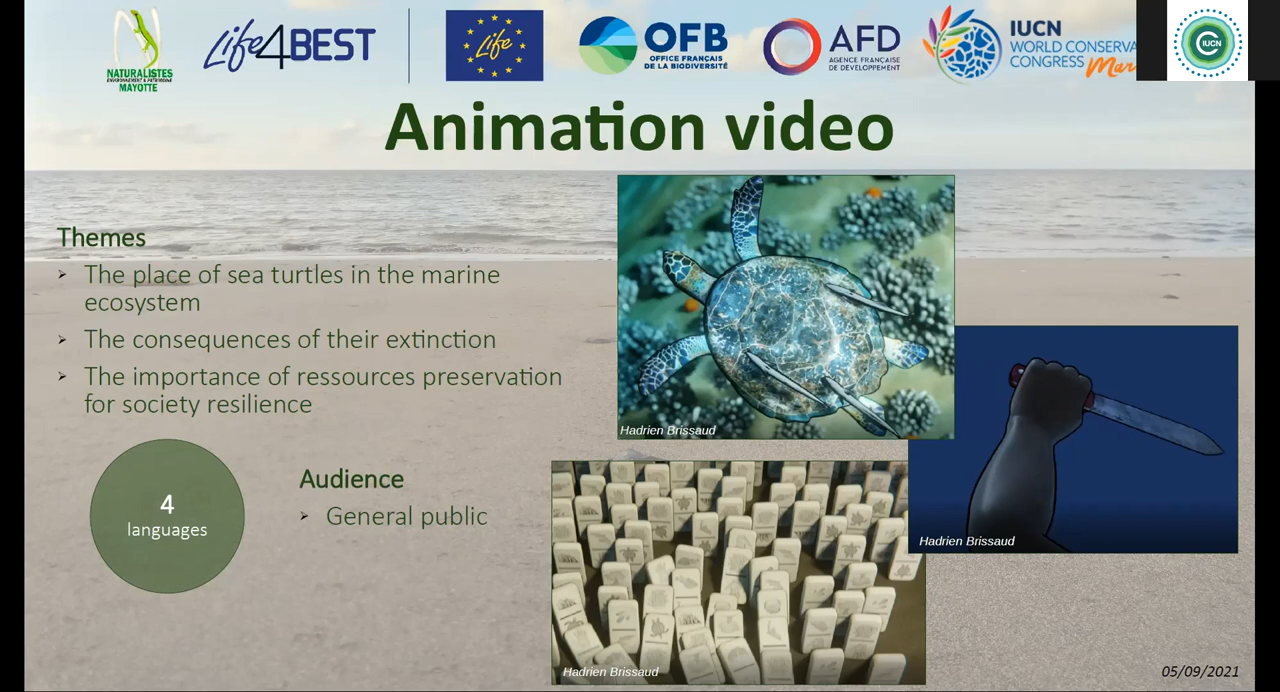 NATURALISTES
ENVIRONNEMENT & PATRIMOINE
MAYOTTE
Life4BEST
Life
OFB
OFFICE FRANÇAIS
DE LA BIODIVERSITÉ
AFD
AGENCE FRANÇAISE
DE DÉVELOPPEMENT
IUCN
WORLD CONSERVA
CONGRESS
Mar
IUCN
Animation video
Themes
The place of sea turtles in the marine
ecosystem
The consequences of their extinction
The importance of ressources preservation
for society resilience
4
languages
Audience
General public
Hadrien Brissaud
Hadrien Brissaud
Hadrien Brissaud
05/09/2021